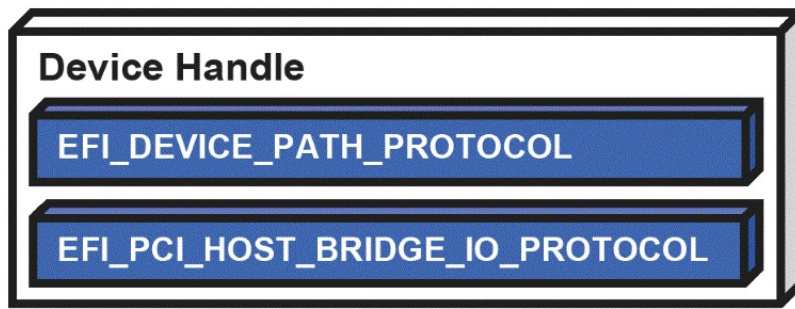 Device Handle
EFI_DEVICE_PATH_PROTOCOL
EFI_PCI_HOST_BRIDGE_IO_PROTOCOL